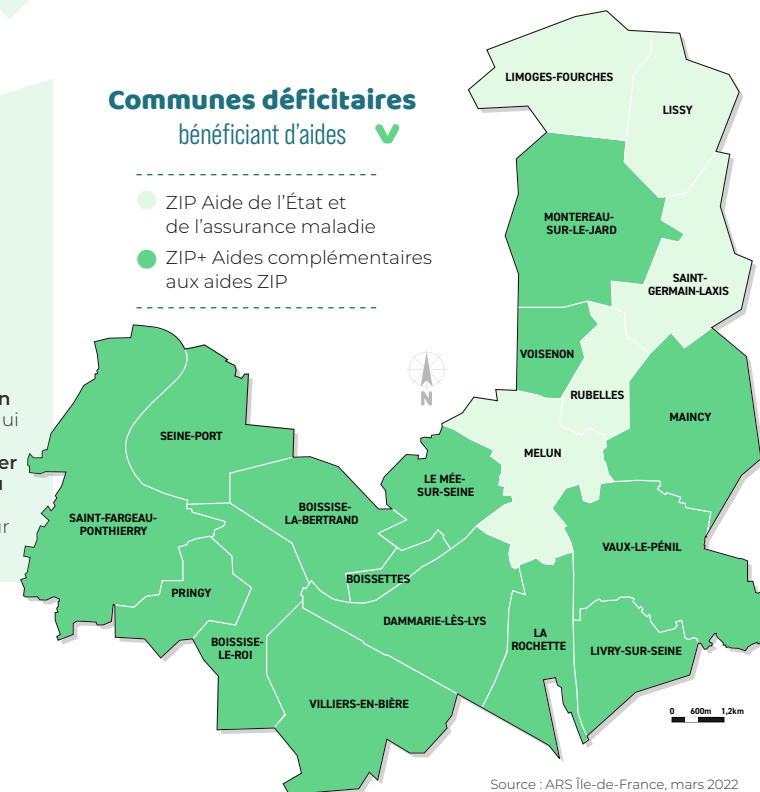 Communes déficitaires
bénéficiant d'aides
ZIP Aide de l'État et
de l'assurance maladie
ZIP+ Aides complémentaires
aux aides ZIP
LIMOGES-FOURCHES
LISSY
MONTEREAU-
SUR-LE-JARD
SAINT-
GERMAIN-LAXIS
VOISENON
RUBELLES
MAINCY
N
MELUN
SEINE-PORT
LE MÉE-
SUR-SEINE
BOISSISE-
LA-BERTRAND
SAINT-FARGEAU-
PONTHIERRY
VAUX-LE-PÉNIL
BOISSETTES
PRINGY
DAMMARIE-LÈS-LYS
BOISSISE-
LE-ROI
LA
ROCHETTE
LIVRY-SUR-SEINE
VILLIERS-EN-BIÈRE
0 600m 1,2km
Source : ARS Île-de-France, mars 2022